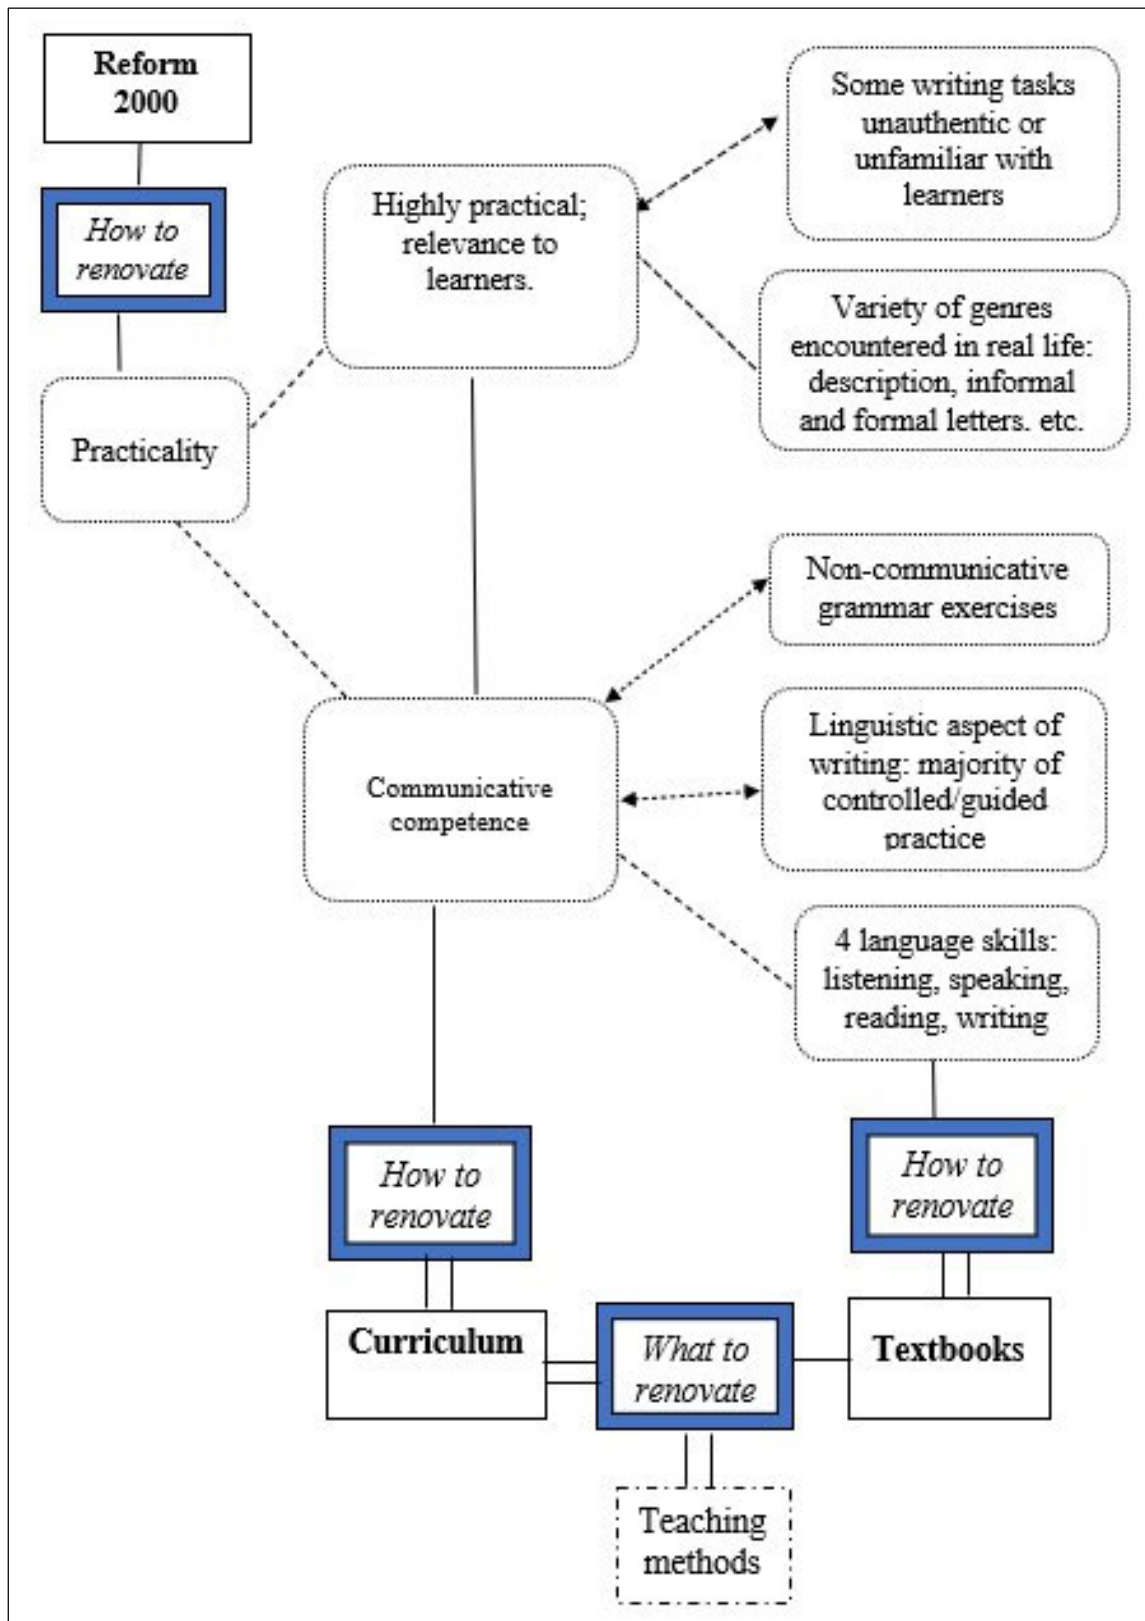 Reform
2000
How to
renovate
Practicality
Highly practical;
relevance to
learners.
Some writing tasks
unauthentic or
unfamiliar with
learners
Variety of genres
encountered in real life:
description, informal
and formal letters. etc.
Non-communicative
grammar exercises
Communicative
competence
Linguistic aspect of
writing: majority of
controlled/guided
practice
4 language skills:
listening, speaking,
reading, writing
How to
renovate
How to
renovate
Curriculum
What to
renovate
Textbooks
Teaching
methods